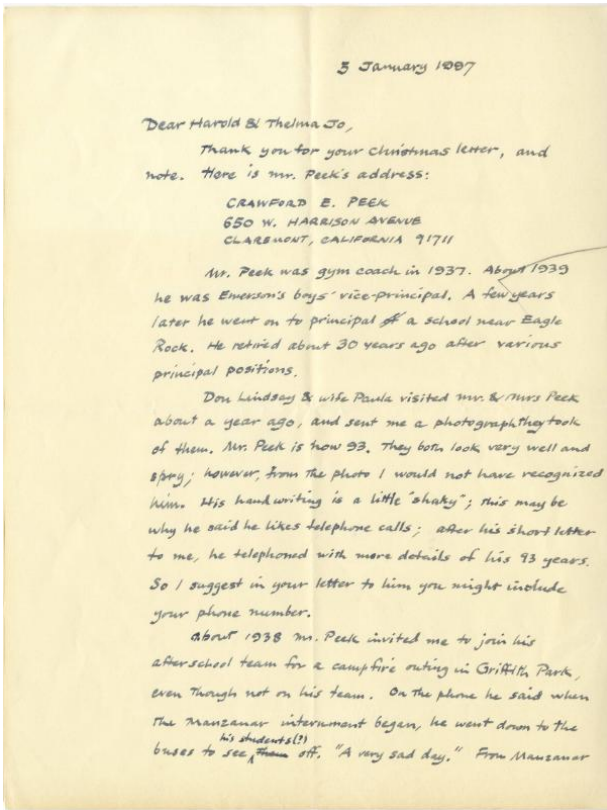 3 January 1997
Dear Harold & Thelma Jo,
Thank you for your Christmas letter, and
note. Here is Mr. Peek's address:
CRAWFORD E. PEEK
650 W. HARRISON AVENUE
CLAREMONT, CALIFORNIA 91711
Mr. Peek was gym coach in 1937. About 1939
he was Emerson's boys' vice-principal. A few years
later he went on to principal of a school near Eagle
Rock. He retired about 30 years ago after various
principal positions.
Don Lindsay & wife Paula visited Mr. & Mrs Peek
about a year ago, and sent me a photograph they took
of them. Mr. Peek is now 93. They both look very well and
spry; however, from the photo I would not have recognized
him. His handwriting is a little "shaky"; this may be
why he said he likes telephone calls; after his short letter
to me, he telephoned with more details of his 93 years.
So I suggest in your letter to him you might include
your phone number.
About 1938 Mr. Peek invited me to join his
afterschool team for a campfire outing in Griffith Park,
even though not on his team. On the phone he said when
the Manzanar internment began, he went down to the
his students(?)
buses to see them off. "A very sad day." From Manzanar